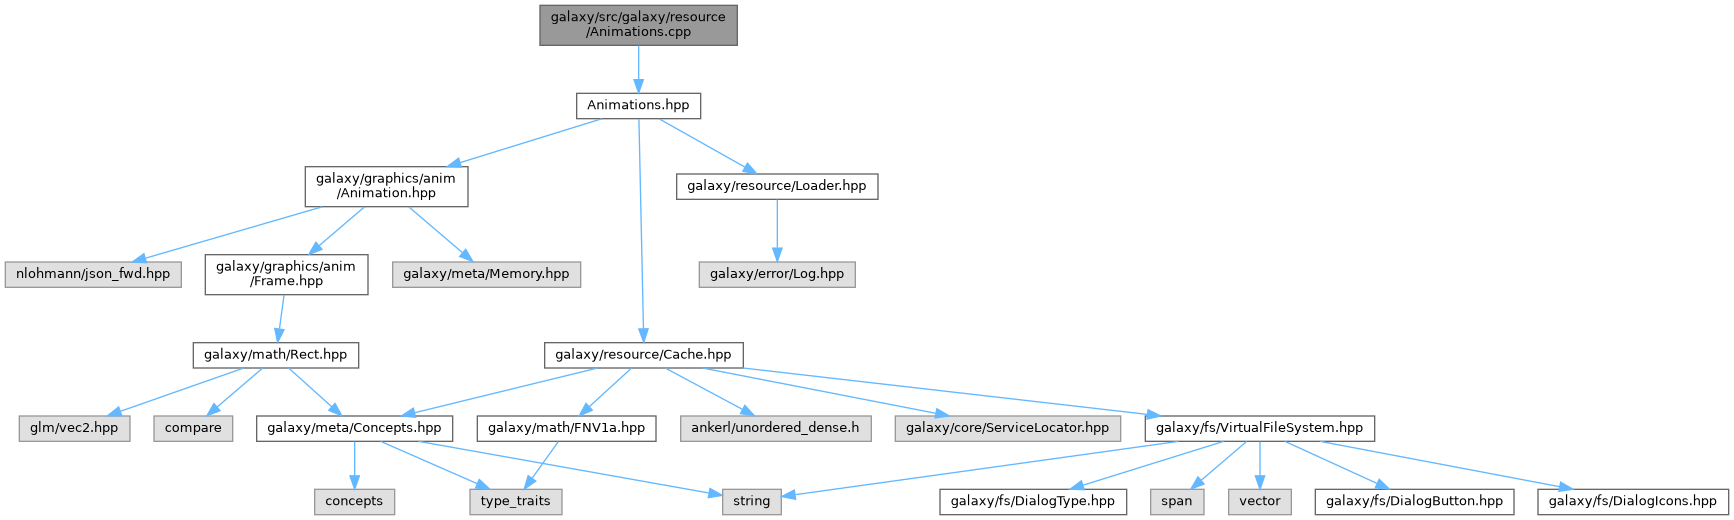 galaxy/src/galaxy/resource
/Animations.cpp
Animations.hpp
galaxy/graphics/anim
/Animation.hpp
galaxy/resource/Loader.hpp
nlohmann/json_fwd.hpp
galaxy/graphics/anim
/Frame.hpp
galaxy/meta/Memory.hpp
galaxy/error/Log.hpp
galaxy/math/Rect.hpp
galaxy/resource/Cache.hpp
glm/vec2.hpp
compare
galaxy/meta/Concepts.hpp
galaxy/math/FNV1a.hpp
ankerl/unordered_dense.h
galaxy/core/ServiceLocator.hpp
galaxy/fs/VirtualFileSystem.hpp
concepts
type_traits
string
galaxy/fs/DialogType.hpp
span
vector
galaxy/fs/DialogButton.hpp
galaxy/fs/DialogIcons.hpp